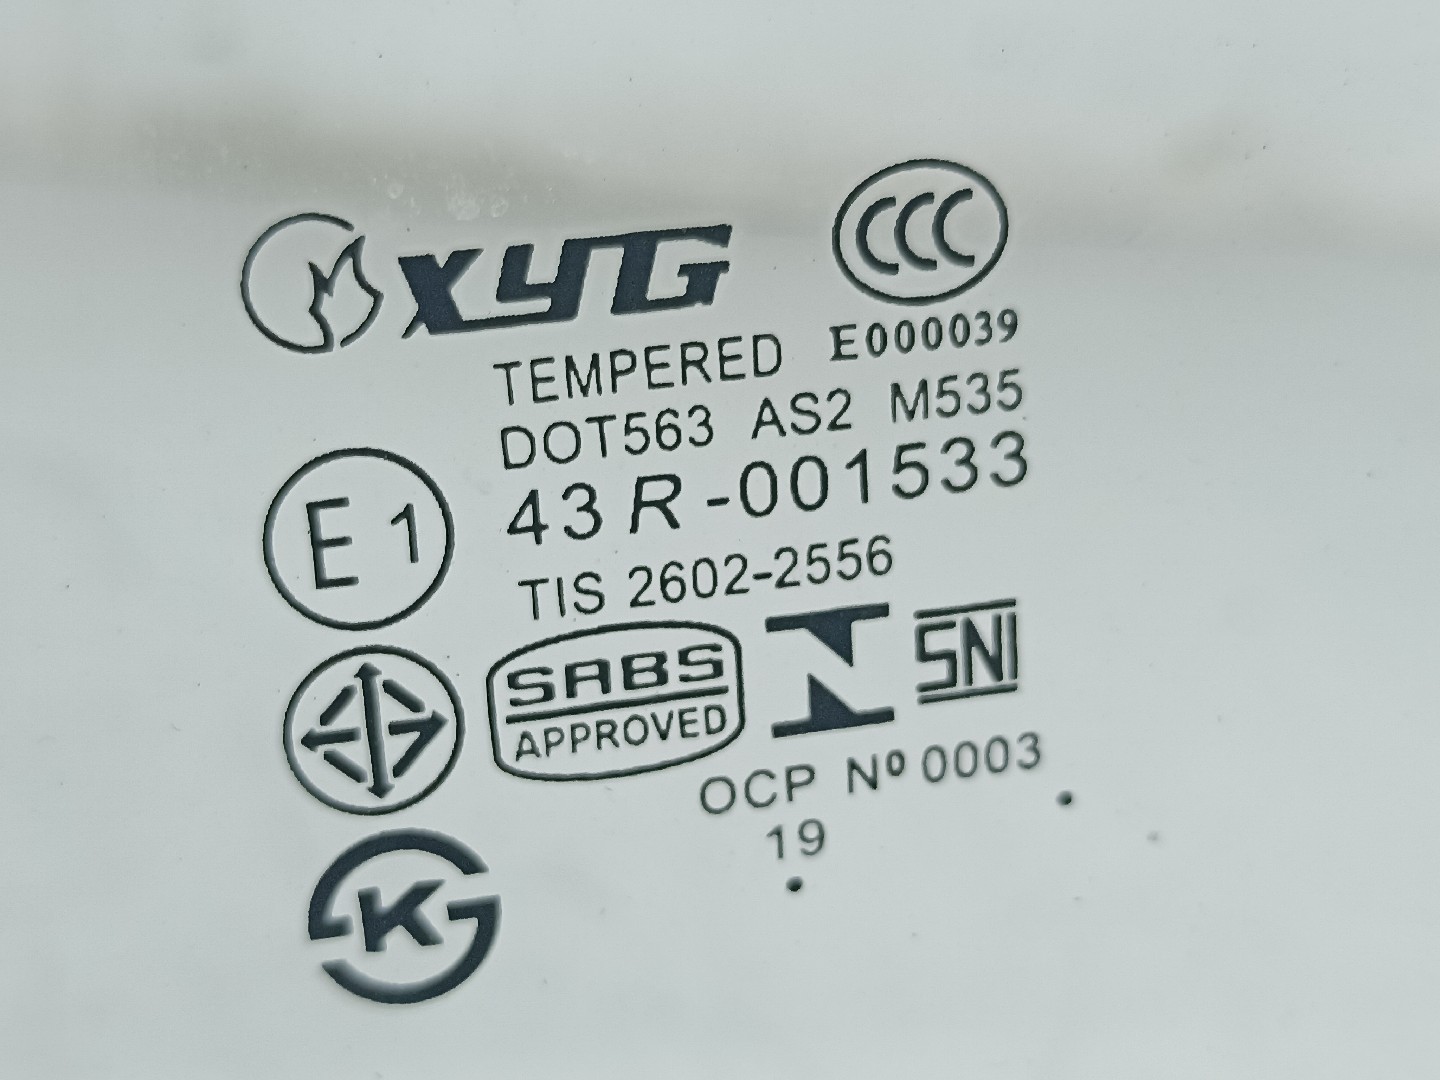 XYG
CCC
TEMPERED E000039
DOT563 AS2 M535
E1 43R-001533
TIS 2602-2556
SABS
APPROVED
N
SNI
OCP Nº 0003
19
K